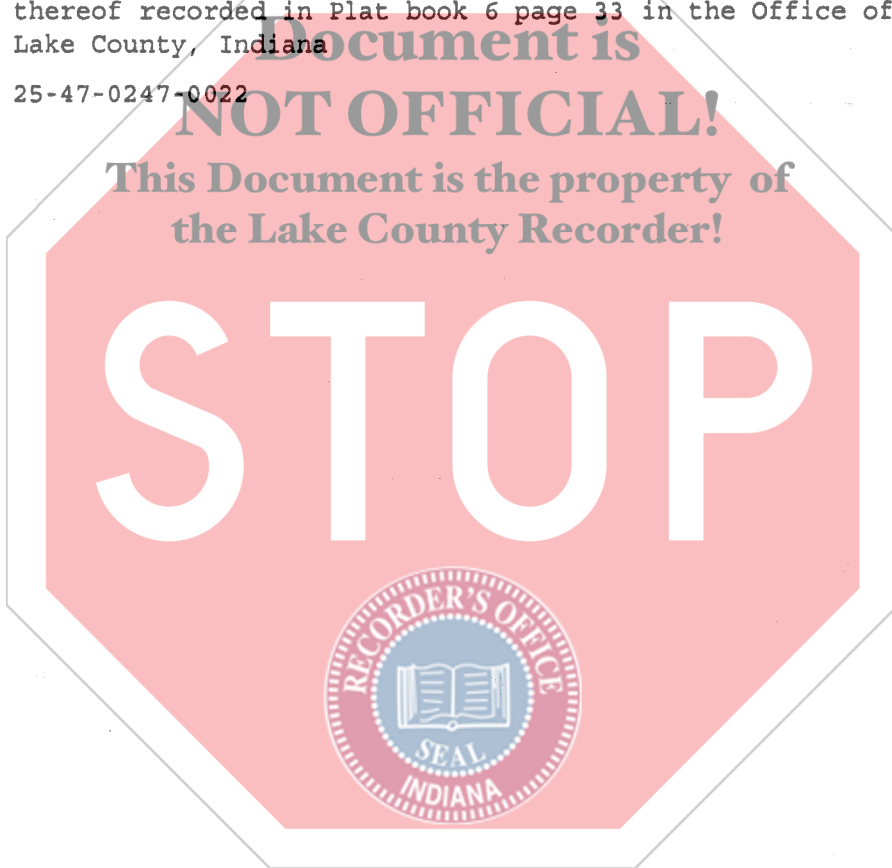 thereof recorded in Plat book 6 page 33 in the Office of
Lake County, Indiana
Document is
25-47-0247-0022
NOT OFFICIAL!
This Document is the property of
the Lake County Recorder!
STOP
RECORDER'S OFFICE
SEAL
INDIANA